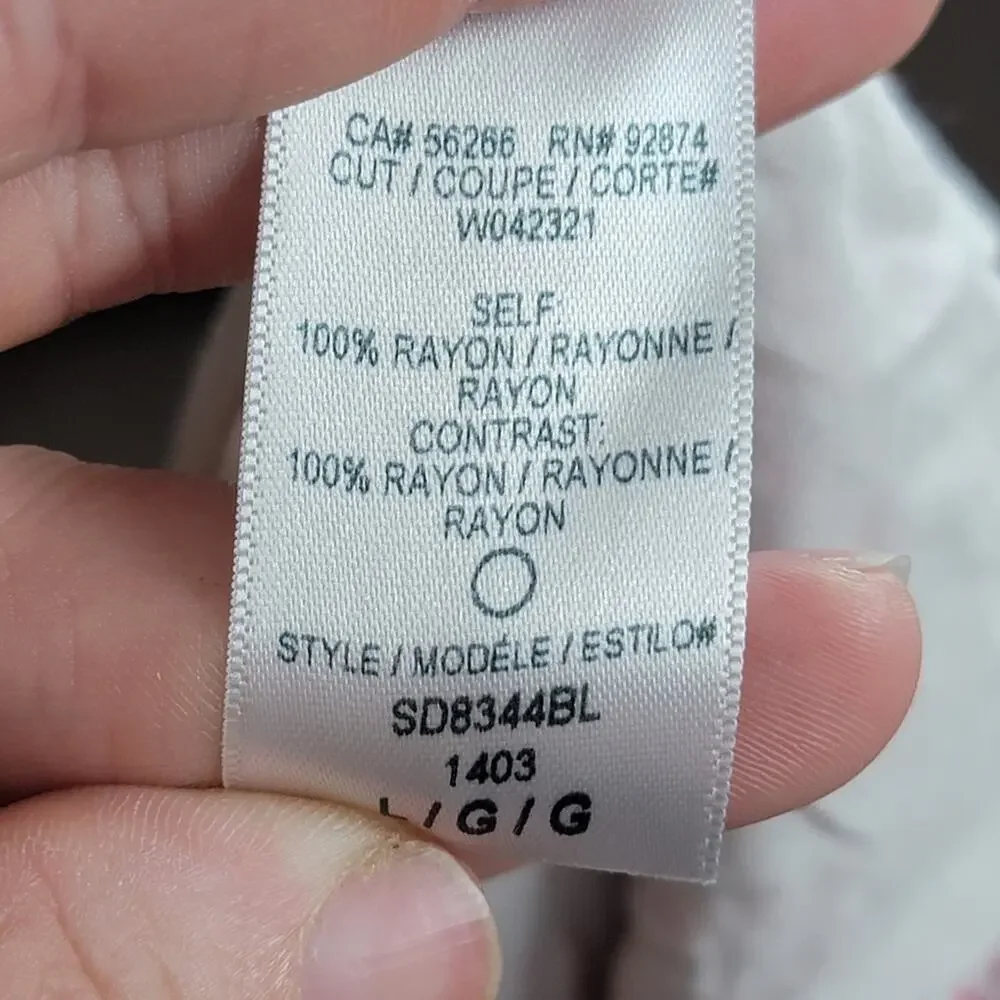 CA# 56266 RN# 92874
CUT / COUPE / CORTE#
W042321
SELF:
100% RAYON / RAYONNE /
RAYON
CONTRAST:
100% RAYON / RAYONNE /
RAYON
STYLE / MODÉLE / ESTILO#
SD8344BL
1403
L / G / G